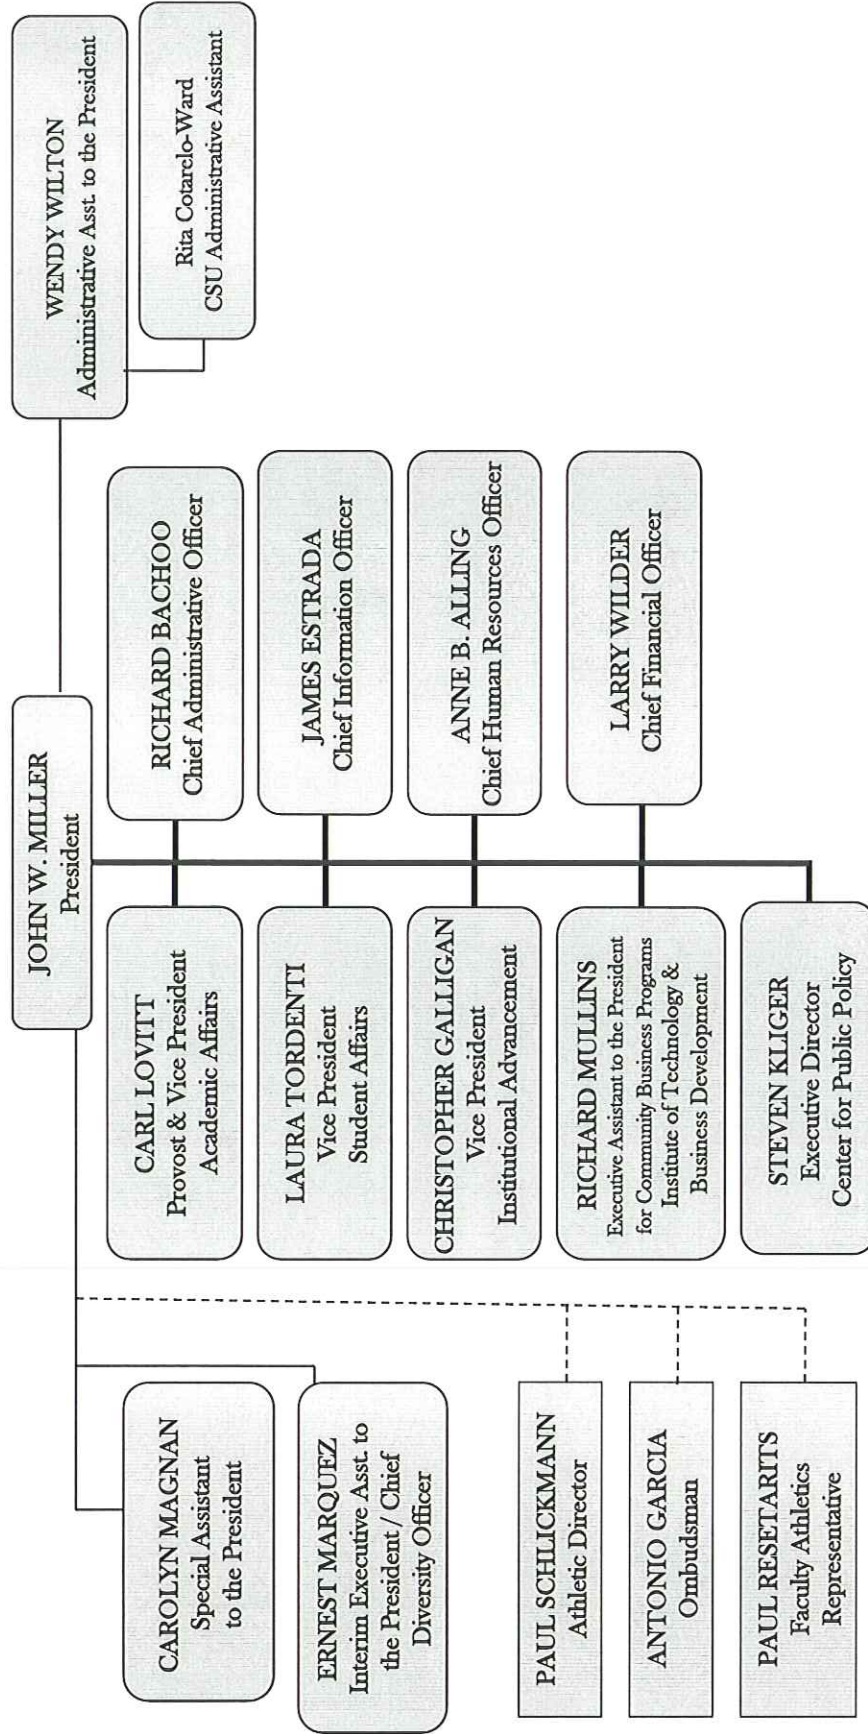 JOHN W. MILLER
President
WENDY WILTON
Administrative Asst. to the President
Rita Cotarelo-Ward
CSU Administrative Assistant
CAROLYN MAGNAN
Special Assistant
to the President
ERNEST MARQUEZ
Interim Executive Asst. to
the President / Chief
Diversity Officer
PAUL SCHLICKMANN
Athletic Director
ANTONIO GARCIA
Ombudsman
PAUL RESETARITS
Faculty Athletics
Representative
CARL LOVITT
Provost & Vice President
Academic Affairs
LAURA TORDENTI
Vice President
Student Affairs
CHRISTOPHER GALLIGAN
Vice President
Institutional Advancement
RICHARD MULLINS
Executive Assistant to the President
for Community Business Programs
Institute of Technology &
Business Development
STEVEN KLIGER
Executive Director
Center for Public Policy
RICHARD BACHOO
Chief Administrative Officer
JAMES ESTRADA
Chief Information Officer
ANNE B. ALLING
Chief Human Resources Officer
LARRY WILDER
Chief Financial Officer